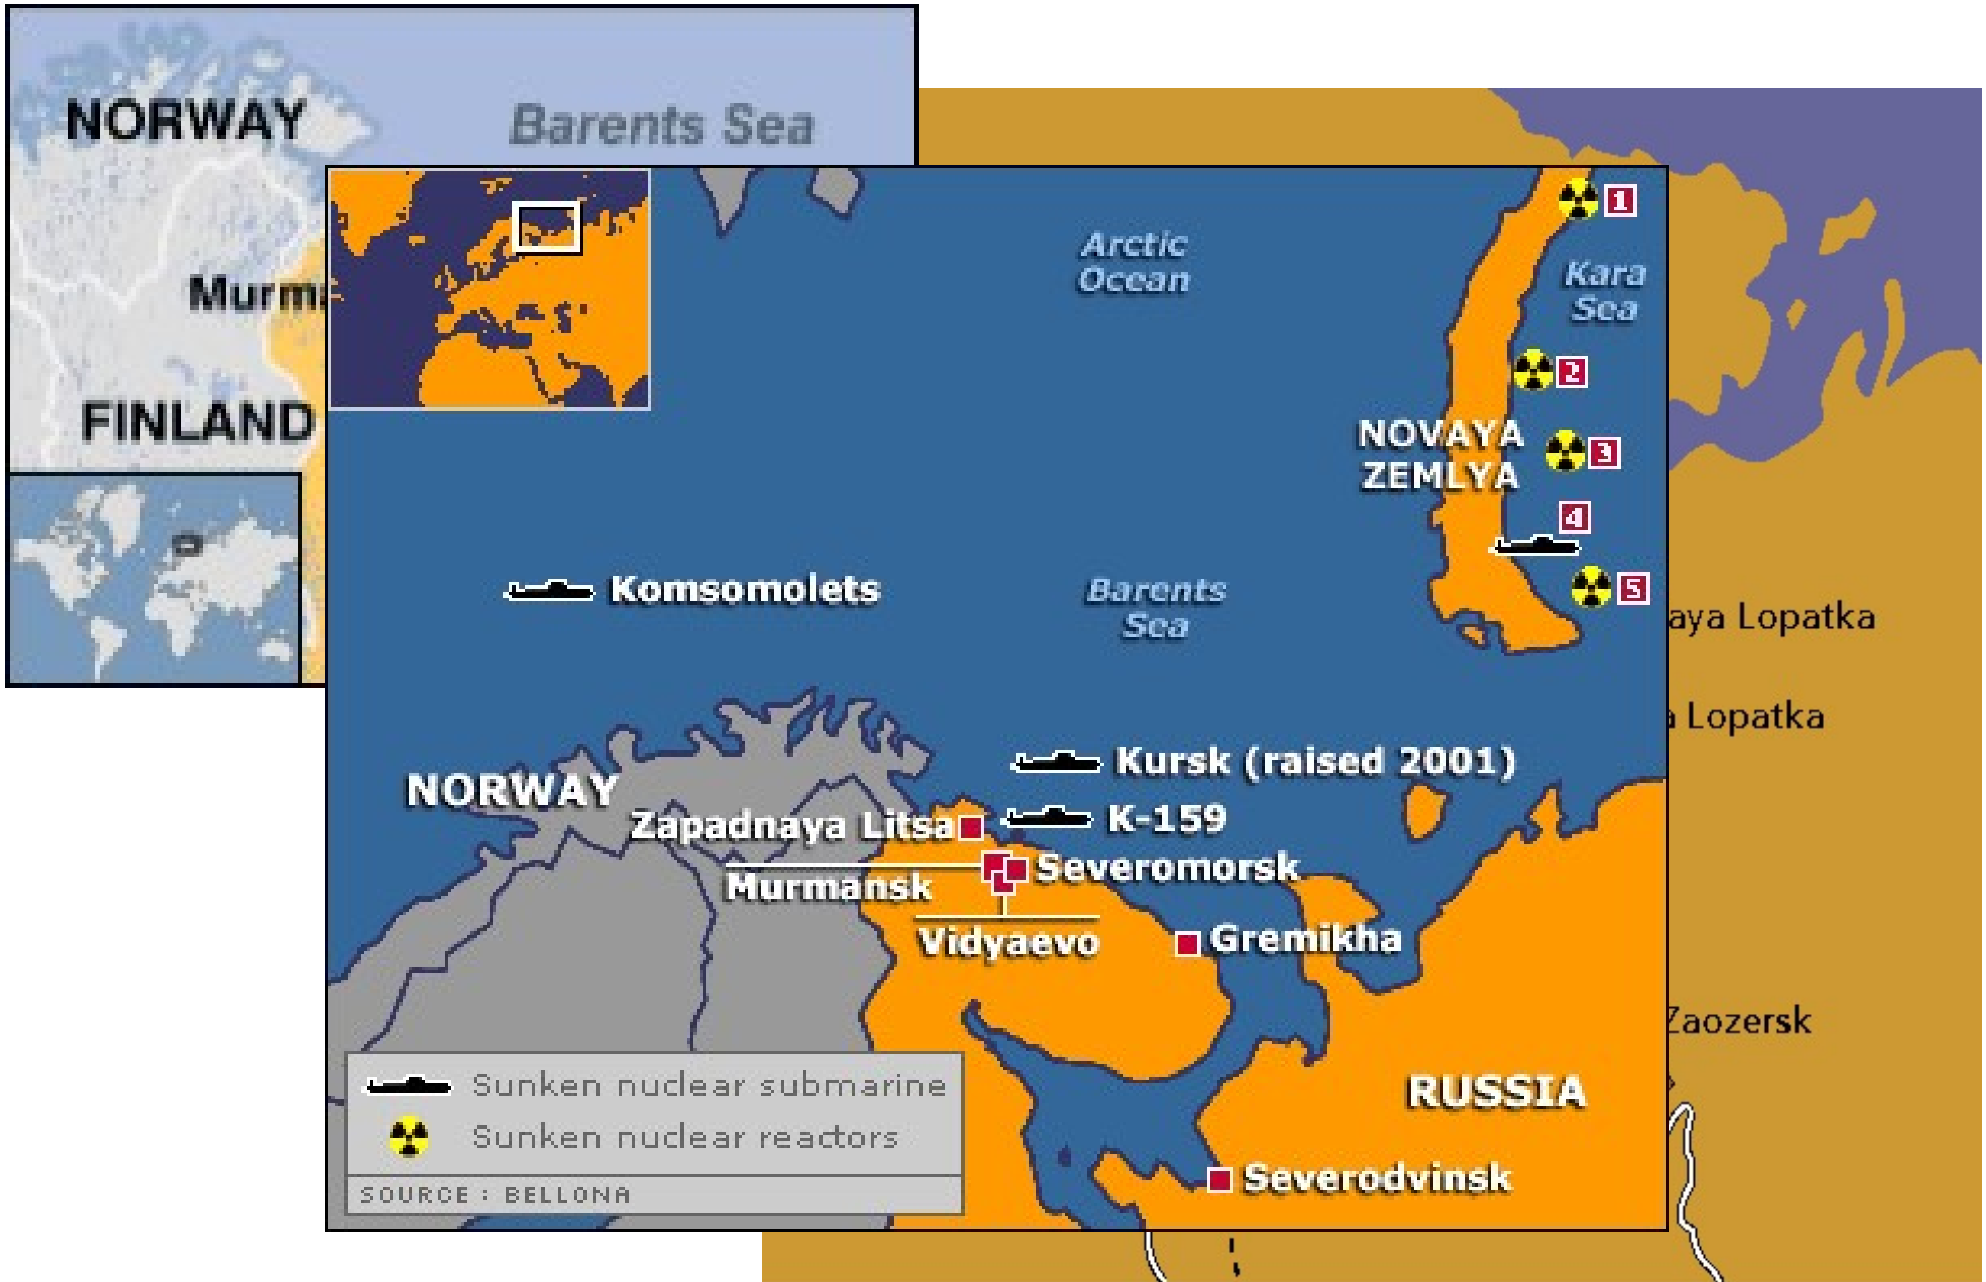 NORWAY
Barents Sea
Murm
FINLAND
Arctic
Ocean
1
Kara
Sea
2
NOVAYA
ZEMLYA
3
4
5
Komsomolets
Barents
Sea
aya Lopatka
a Lopatka
Kursk (raised 2001)
NORWAY
K-159
Zapadnaya Litsa
Severomorsk
Murmansk
Vidyaevo
Gremikha
Zaozersk
RUSSIA
Sunken nuclear submarine
Sunken nuclear reactors
SOURCE : BELLONA
Severodvinsk